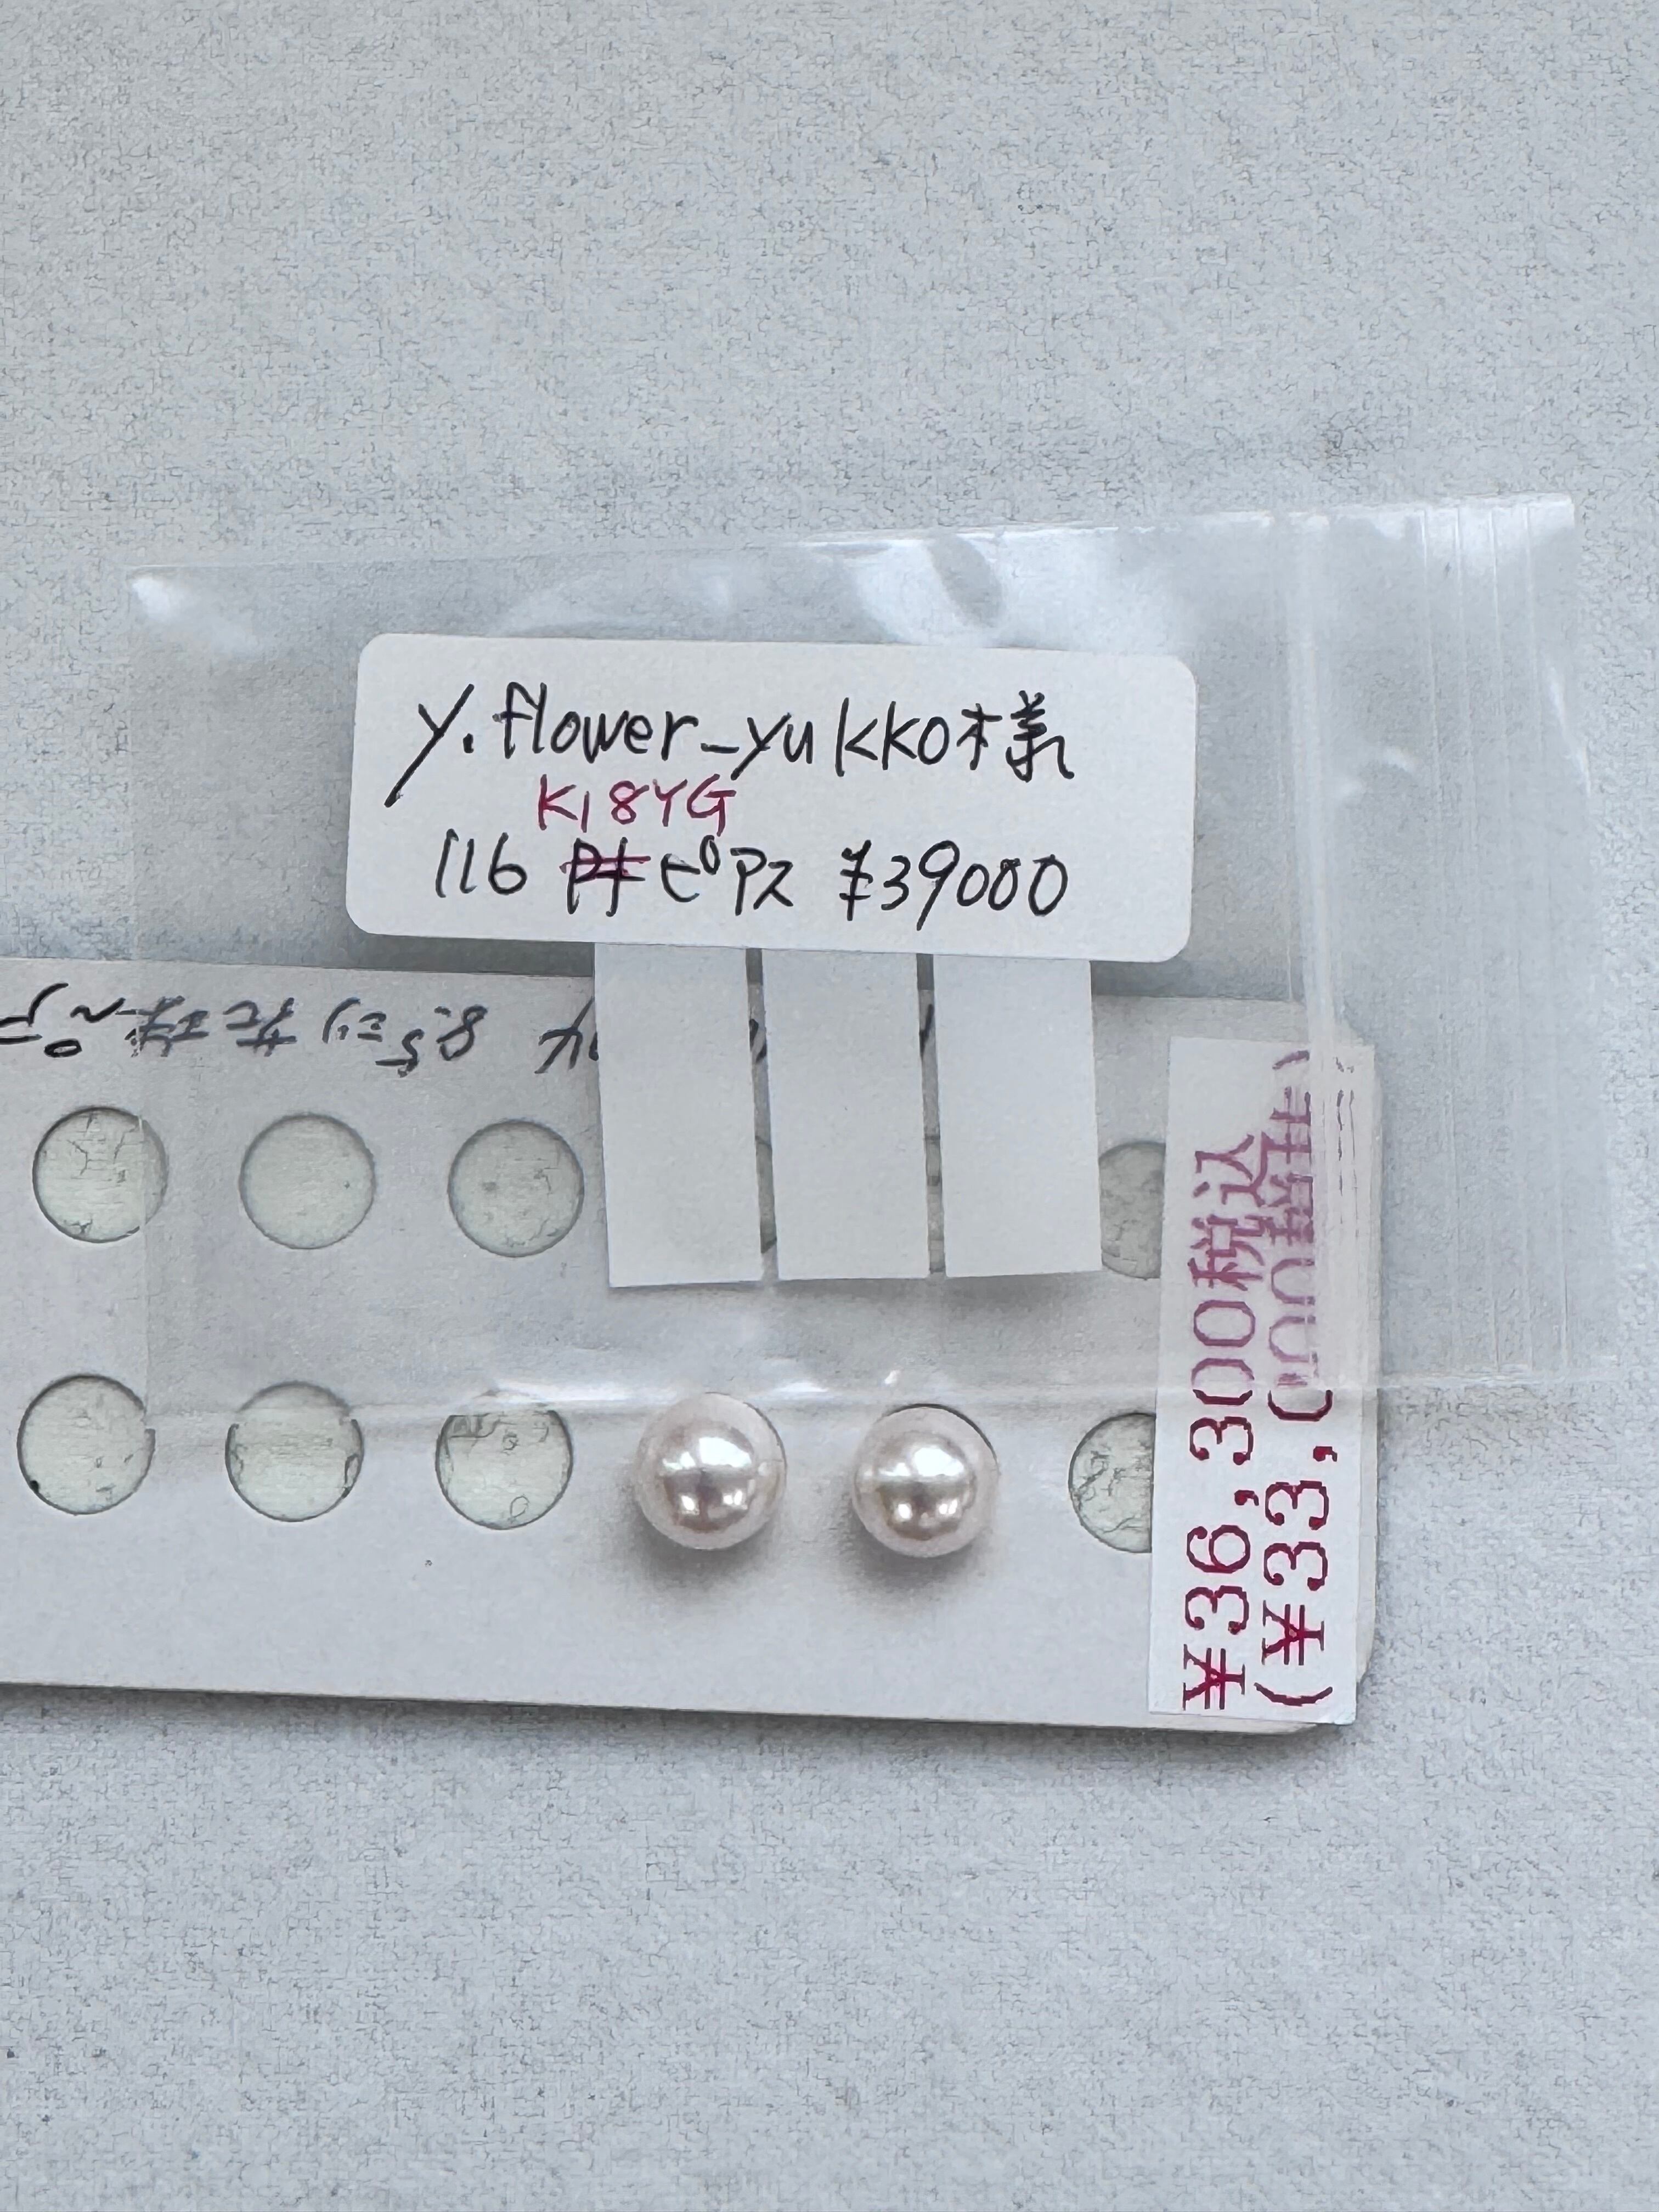 y.flower_yukko様
K18YG
116 Pt ピアス ¥39000
8.5ミリ
¥36,300税込
(¥33,000